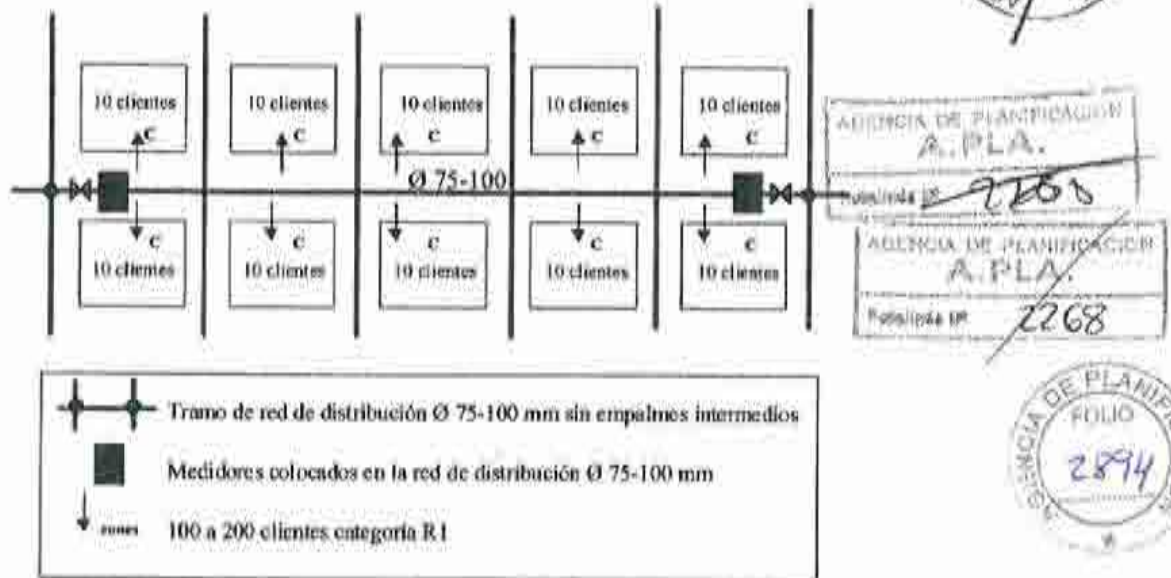 10 clientes 10 clientes 10 clientes 10 clientes 10 clientes
C C C C C
Ø 75-100
C C C C C
10 clientes 10 clientes 10 clientes 10 clientes 10 clientes
AGENCIA DE PLANIFICACION
A.PLA.
2268
AGENCIA DE PLANIFICACION
A.PLA.
2268
Tramo de red de distribución Ø 75-100 mm sin empalmes intermedios
Medidores colocados en la red de distribución Ø 75-100 mm
100 a 200 clientes categoría R1
FOLIO
2894